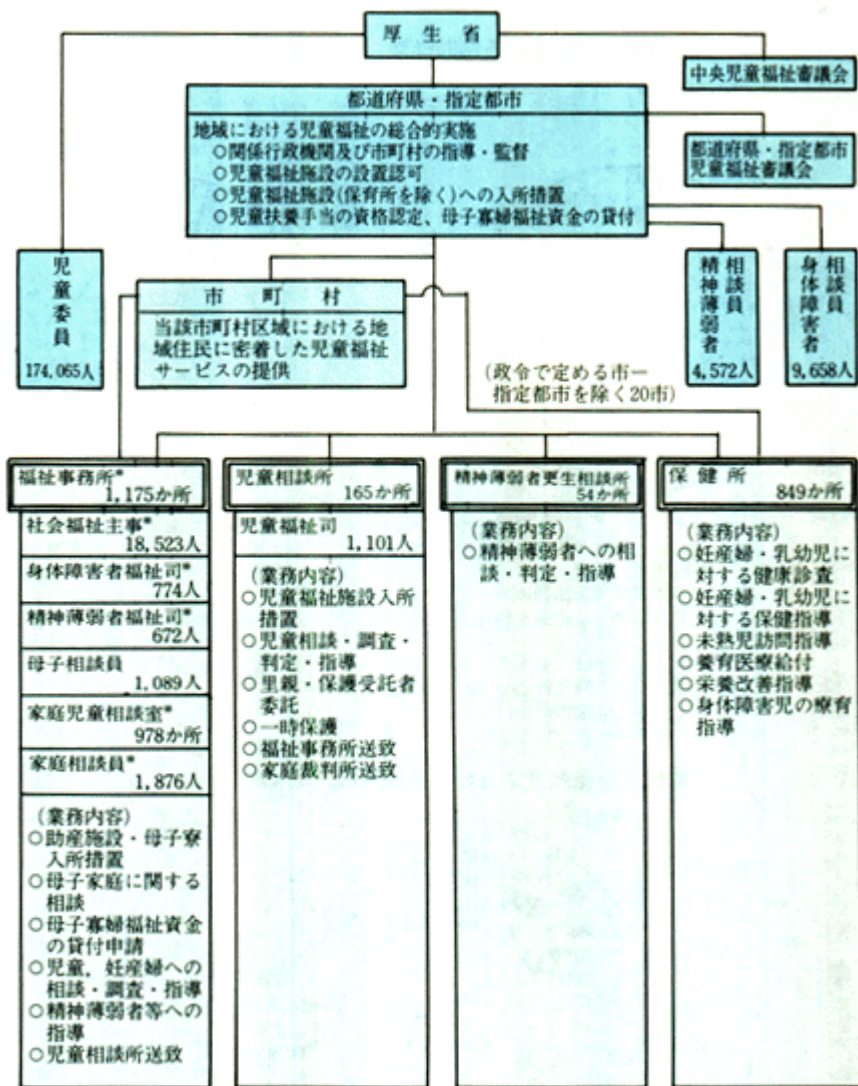 厚生省
中央児童福祉審議会
都道府県・指定都市
地域における児童福祉の総合的実施
○関係行政機関及び市町村の指導・監督
○児童福祉施設の設置認可
○児童福祉施設(保育所を除く)への入所措置
○児童扶養手当の資格認定、母子寡婦福祉資金の貸付
都道府県・指定都市
児童福祉審議会
児童委員
174,065人
市町村
当該市町村区域における地
域住民に密着した児童福祉
サービスの提供
精神薄弱者
相談員
4,572人
身体障害者
相談員
9,658人
(政令で定める市ー
指定都市を除く20市)
福祉事務所*
1,175か所
社会福祉主事*
18,523人
身体障害者福祉司*
774人
精神薄弱者福祉司*
672人
母子相談員
1,089人
家庭児童相談室*
978か所
家庭相談員*
1,876人
(業務内容)
○助産施設・母子寮
入所措置
○母子家庭に関する
相談
○母子寡婦福祉資金
の貸付申請
○児童，妊産婦への
相談・調査・指導
○精神薄弱者等への
指導
○児童相談所送致
児童相談所
165か所
児童福祉司
1,101人
(業務内容)
○児童福祉施設入所
措置
○児童相談・調査・
判定・指導
○里親・保護受託者
委託
○一時保護
○福祉事務所送致
○家庭裁判所送致
精神薄弱者更生相談所
54か所
(業務内容)
○精神薄弱者への相
談・判定・指導
保健所
849か所
(業務内容)
○妊産婦・乳幼児に
対する健康診査
○妊産婦・乳幼児に
対する保健指導
○未熟児訪問指導
○養育医療給付
○栄養改善指導
○身体障害児の療育
指導